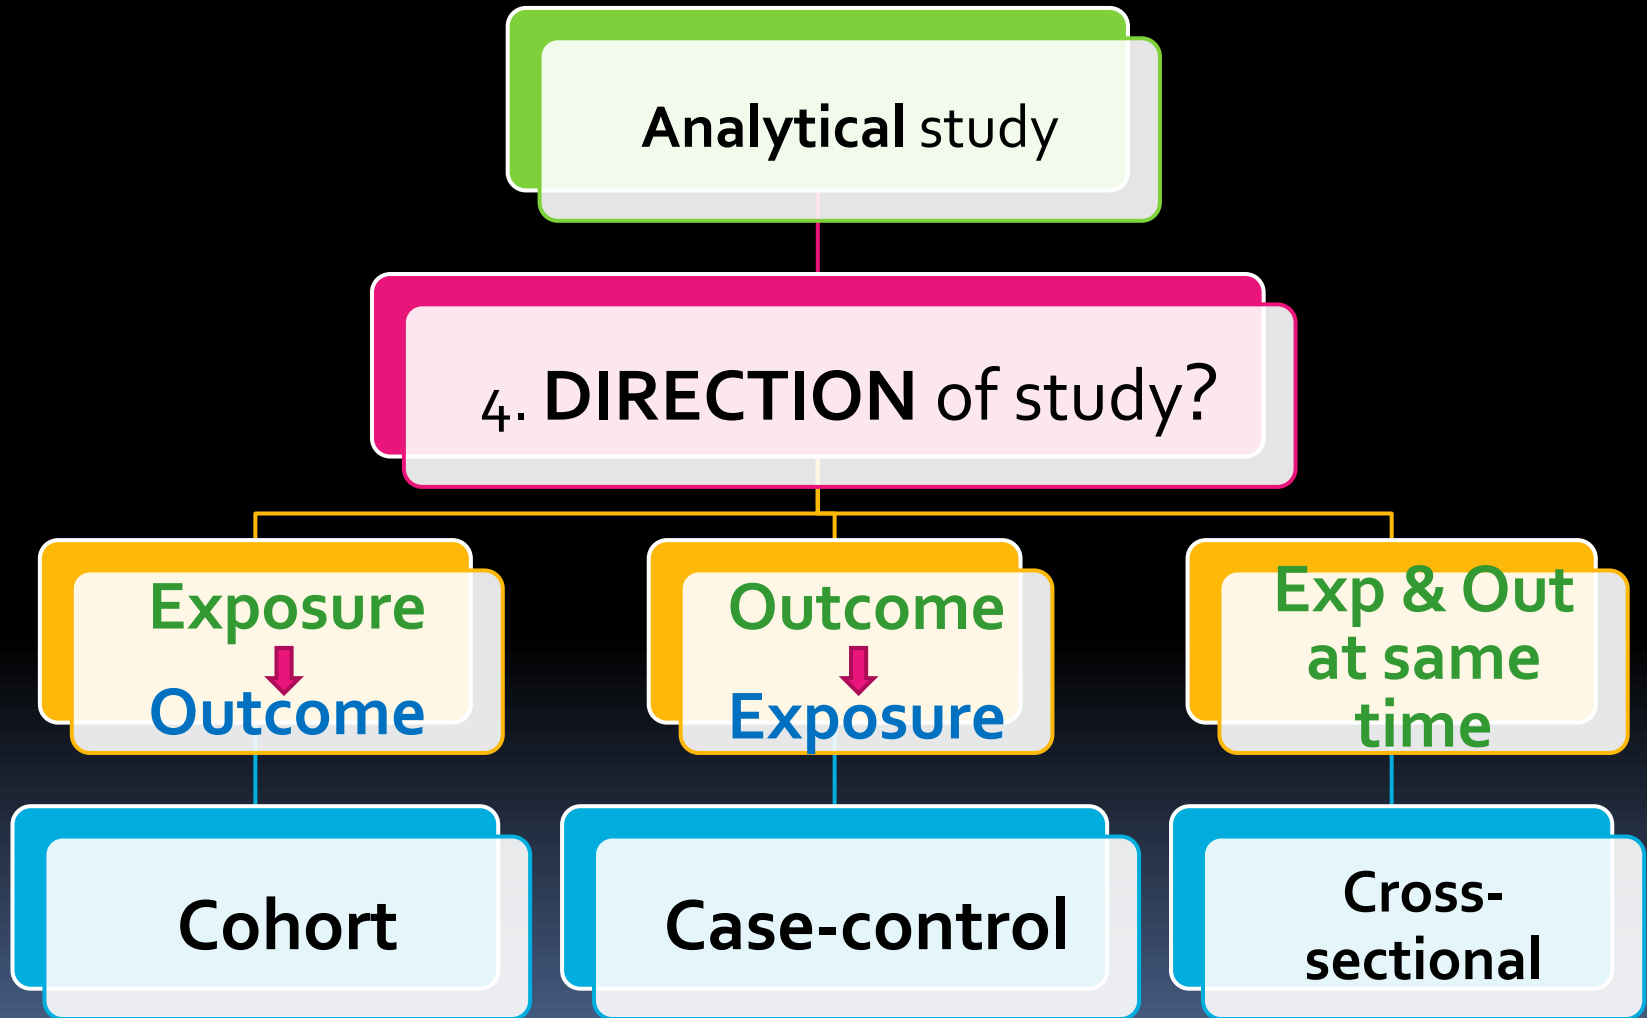 Analytical study
4. DIRECTION of study?
Exposure
Outcome
Outcome
Exposure
Exp & Out
at same
time
Cohort
Case-control
Cross-
sectional